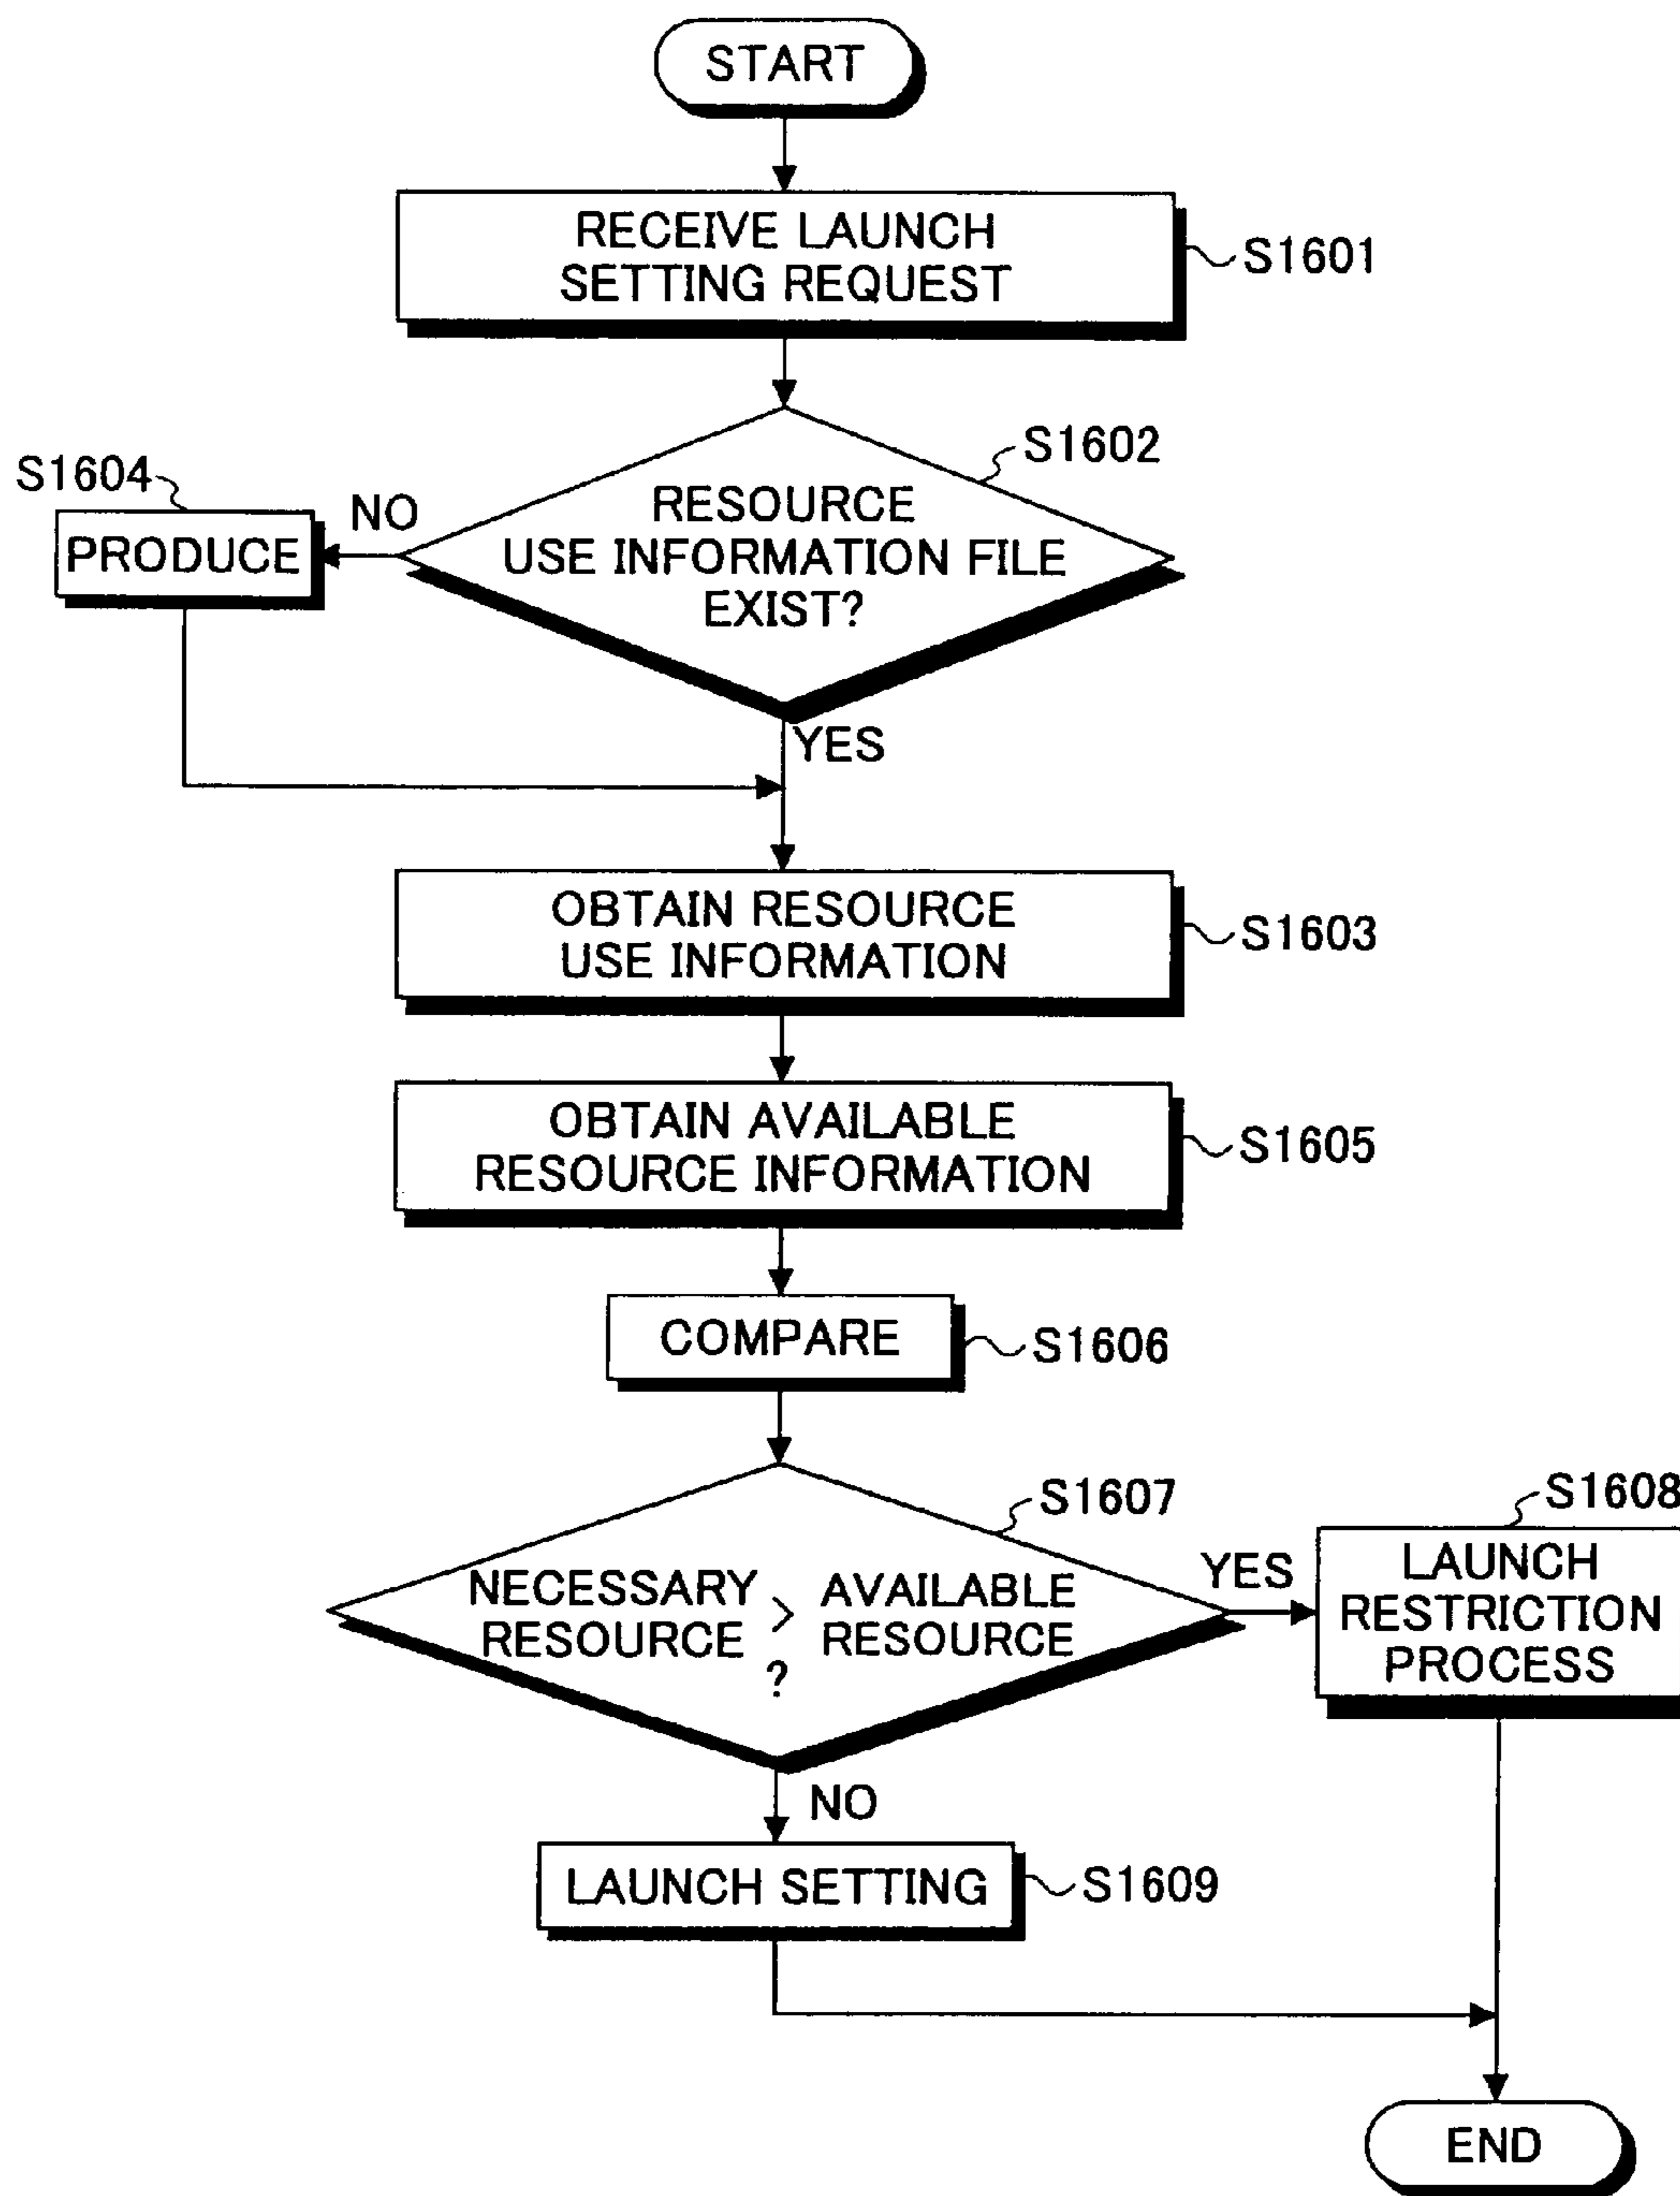 START
RECEIVE LAUNCH
SETTING REQUEST
S1601
S1602
RESOURCE
USE INFORMATION FILE
EXIST?
S1604
NO
PRODUCE
YES
OBTAIN RESOURCE
USE INFORMATION
S1603
OBTAIN AVAILABLE
RESOURCE INFORMATION
S1605
COMPARE
S1606
S1607
NECESSARY RESOURCE > AVAILABLE RESOURCE
?
YES
S1608
LAUNCH
RESTRICTION
PROCESS
NO
LAUNCH SETTING
S1609
END